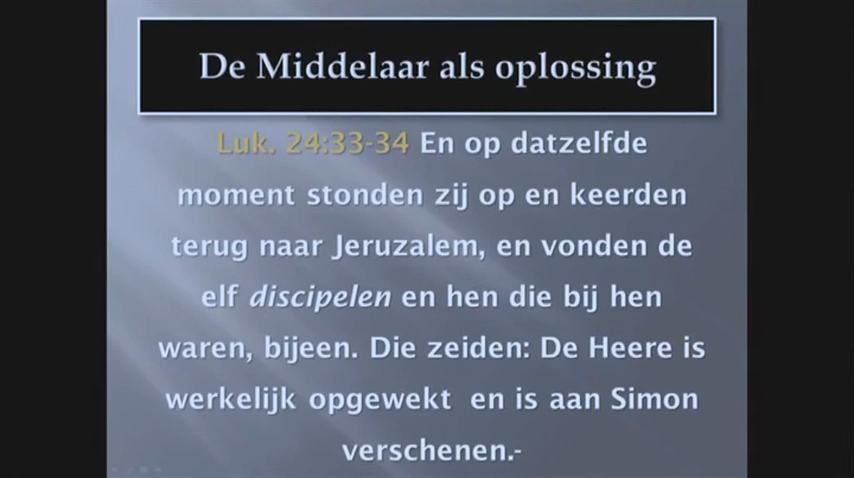 De Middelaar als oplossing
Luk. 24:33-34 En op datzelfde
moment stonden zij op en keerden
terug naar Jeruzalem, en vonden de
elf discipelen en hen die bij hen
waren, bijeen. Die zeiden: De Heere is
werkelijk opgewekt  en is aan Simon
verschenen.-